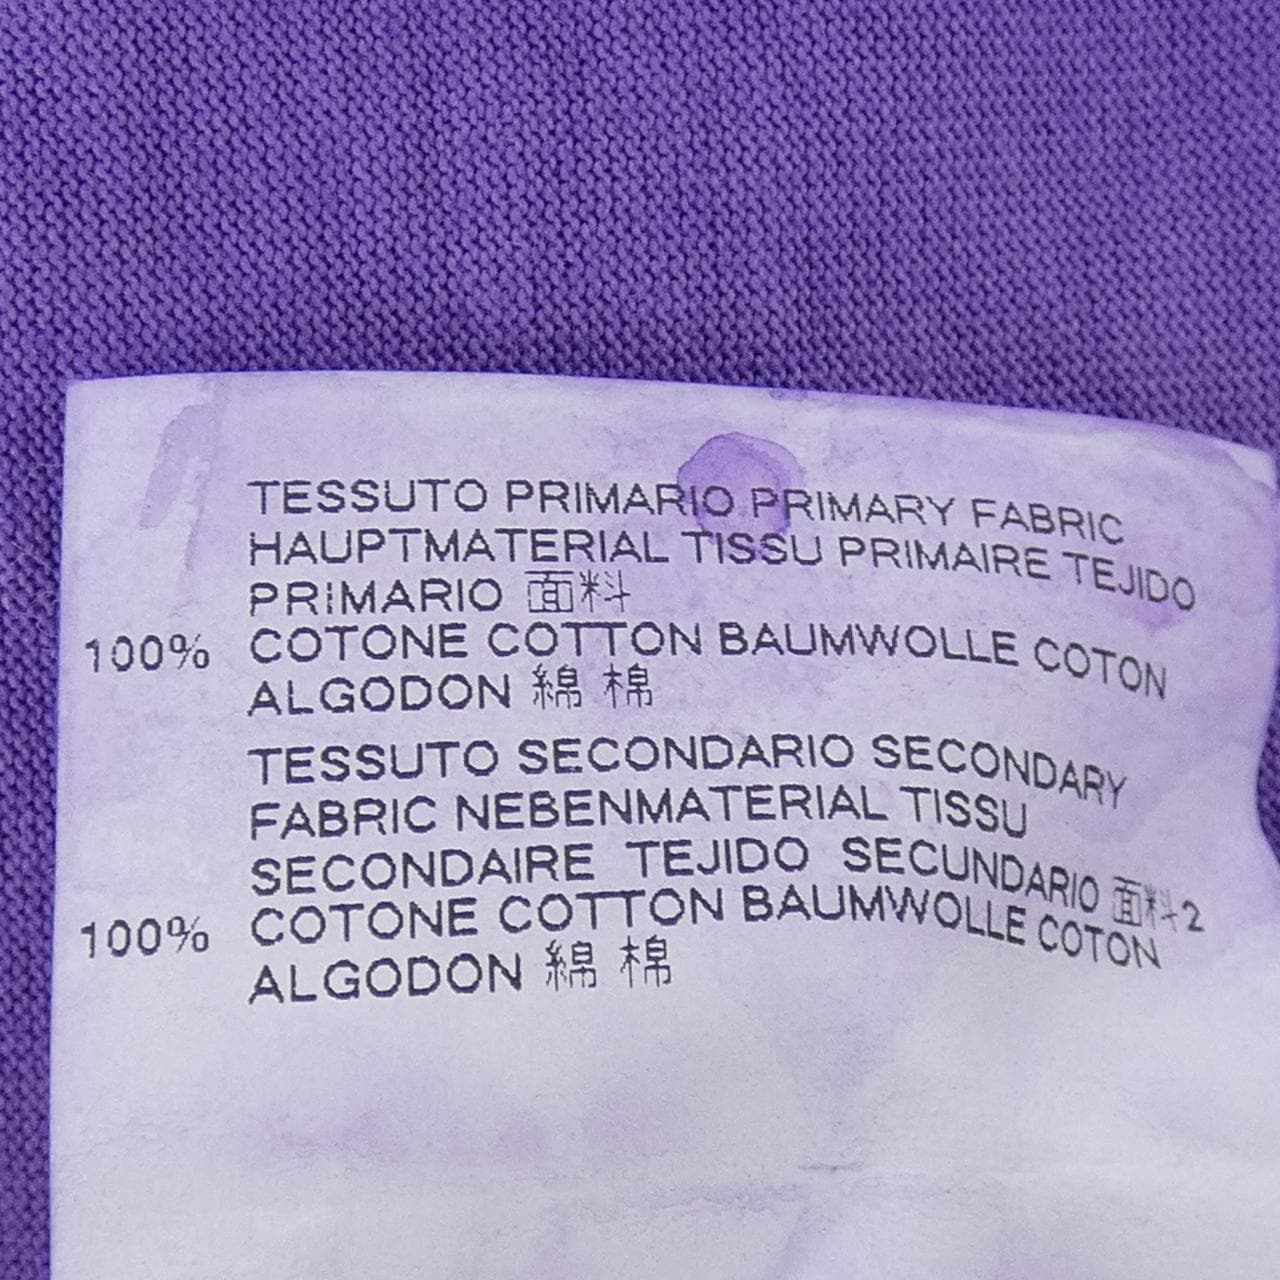 TESSUTO PRIMARIO PRIMARY FABRIC
HAUPTMATERIAL TISSU PRIMAIRE TEJIDO
PRIMARIO 面料
100% COTONE COTTON BAUMWOLLE COTON
ALGODON 綿 棉
TESSUTO SECONDARIO SECONDARY
FABRIC NEBENMATERIAL TISSU
SECONDAIRE TEJIDO SECUNDARIO 面料2
100% COTONE COTTON BAUMWOLLE COTON
ALGODON 綿 棉